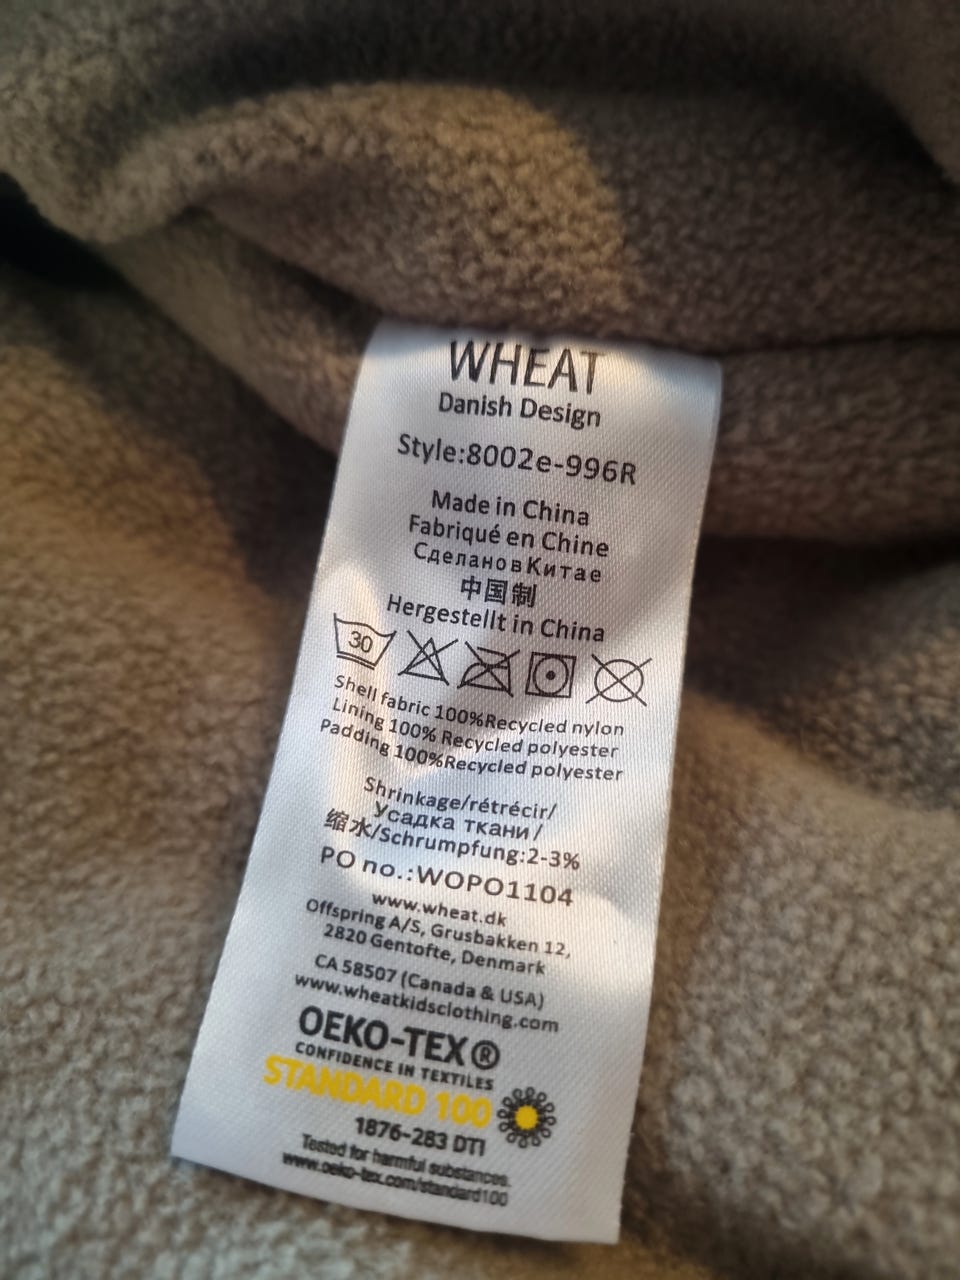 WHEAT
Danish Design
Style:8002e-996R
Made in China
Fabriqué en Chine
СделановКитае
中国制
Hergestellt in China
30
Shell fabric 100%Recycled nylon
Lining 100% Recycled polyester
Padding 100%Recycled polyester
Shrinkage/rétrécir/
Усадка ткани/
缩水/Schrumpfung:2-3%
PO no.:WOPO1104
www.wheat.dk
Offspring A/S, Grusbakken 12,
2820 Gentofte, Denmark
CA 58507 (Canada & USA)
www.wheatkidsclothing.com
OEKO-TEX®
CONFIDENCE IN TEXTILES
STANDARD 100
1876-283 DTI
Tested for harmful substances.
www.oeko-tex.com/standard100